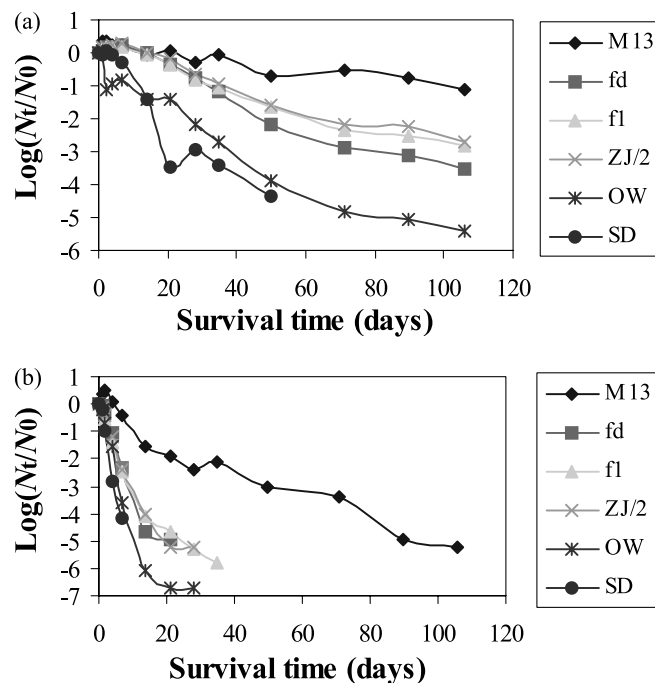 (a)
1
0
-1
-2
-3
-4
-5
-6
Log(Nt/N0)
0 20 40 60 80 100 120
Survival time (days)
M13
fd
f1
ZJ/2
OW
SD
(b)
1
0
-1
-2
-3
-4
-5
-6
-7
Log(Nt/N0)
0 20 40 60 80 100 120
Survival time (days)
M13
fd
f1
ZJ/2
OW
SD